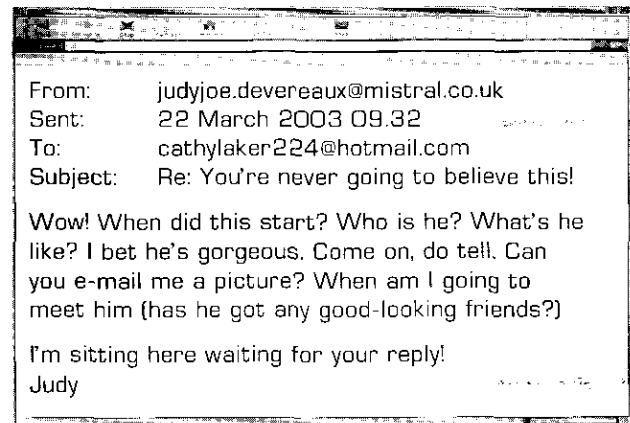 From: judyjoe.devereaux@mistral.co.uk
Sent: 22 March 2003 09.32
To: cathylaker224@hotmail.com
Subject: Re: You're never going to believe this!
Wow! When did this start? Who is he? What's he
like? I bet he's gorgeous. Come on, do tell. Can
you e-mail me a picture? When am I going to
meet him (has he got any good-looking friends?)
I'm sitting here waiting for your reply!
Judy